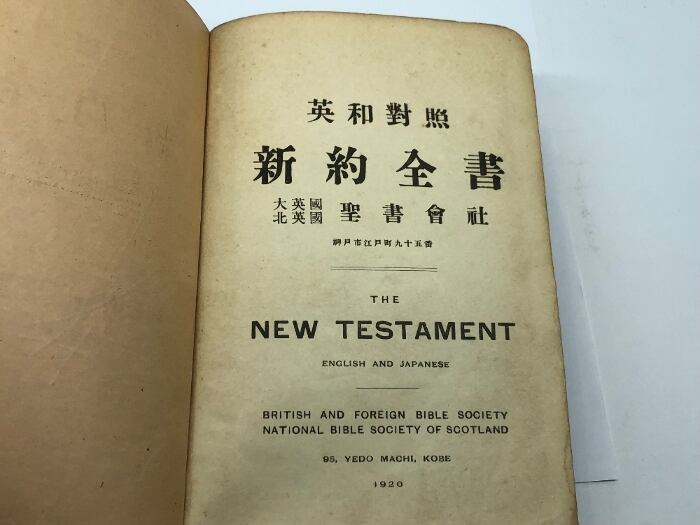 英和對照
新約全書
大英國
北英國 聖書會社
神戸市江戸町九十五番
THE
NEW TESTAMENT
ENGLISH AND JAPANESE
BRITISH AND FOREIGN BIBLE SOCIETY
NATIONAL BIBLE SOCIETY OF SCOTLAND
95, YEDO MACHI, KOBE
1920